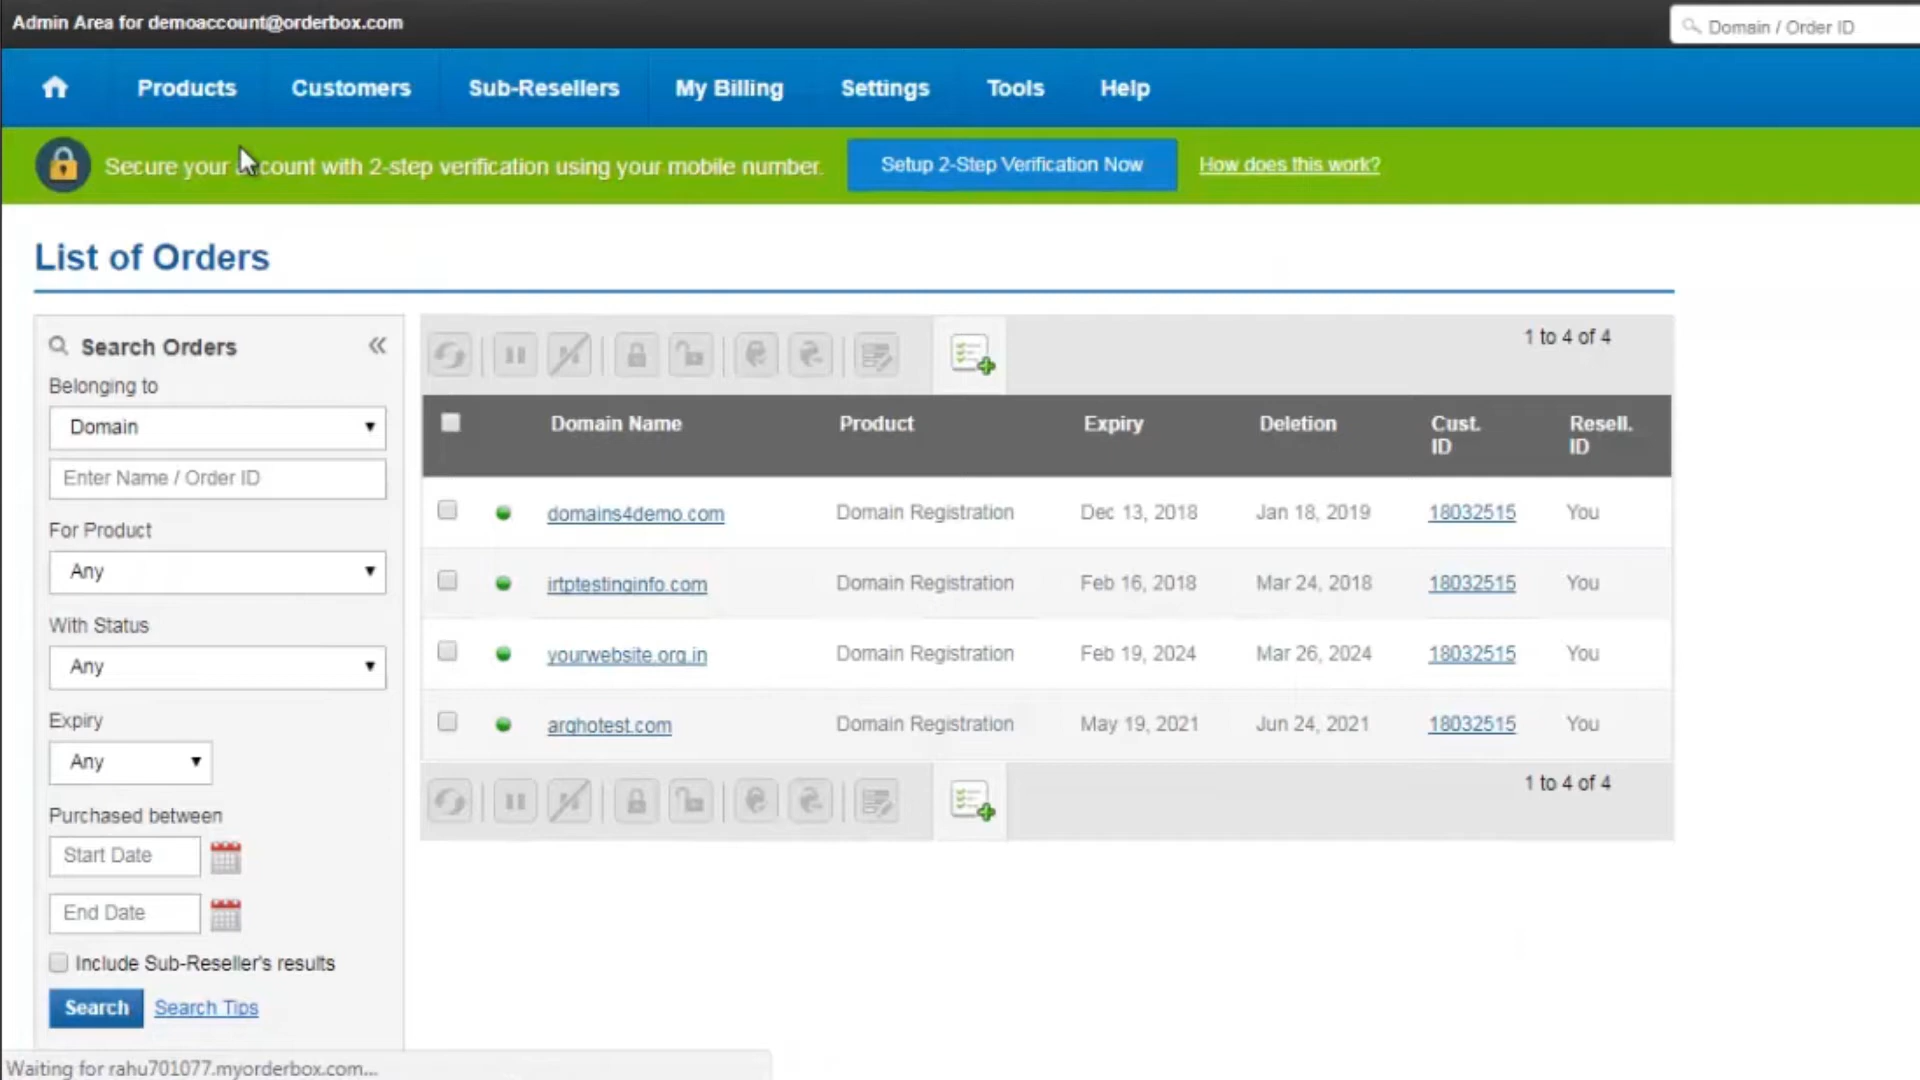 Admin Area for demoaccount@orderbox.com
Domain / Order ID
Products Customers Sub-Resellers My Billing Settings Tools Help
Secure your account with 2-step verification using your mobile number. Setup 2-Step Verification Now How does this work?
List of Orders
Search Orders
Belonging to
Domain
Enter Name / Order ID
For Product
Any
With Status
Any
Expiry
Any
Purchased between
Start Date
End Date
Include Sub-Reseller's results
Search Search Tips
1 to 4 of 4
Domain Name Product Expiry Deletion Cust. ID Resell. ID
domains4demo.com Domain Registration Dec 13, 2018 Jan 18, 2019 18032515 You
irtptestinginfo.com Domain Registration Feb 16, 2018 Mar 24, 2018 18032515 You
yourwebsite.org.in Domain Registration Feb 19, 2024 Mar 26, 2024 18032515 You
arghotest.com Domain Registration May 19, 2021 Jun 24, 2021 18032515 You
1 to 4 of 4
Waiting for rahu701077.myorderbox.com...